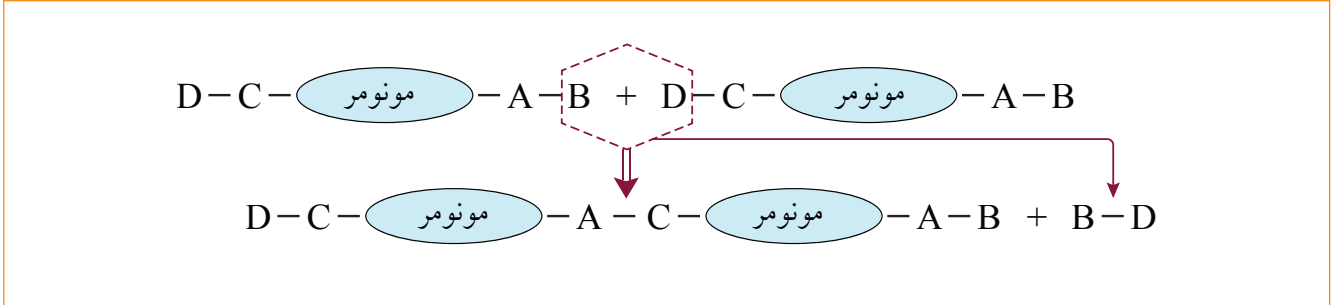 D – C – مونومر – A – B + D – C – مونومر – A – B
D – C – مونومر – A – C – مونومر – A – B + B – D